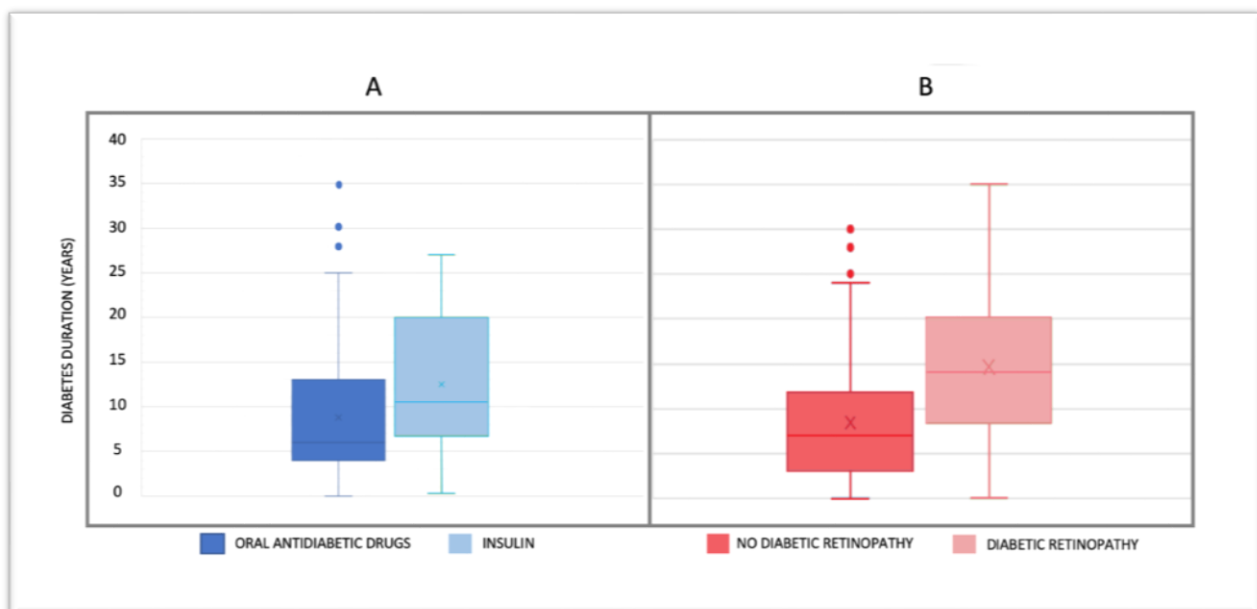 A
B
40
35
30
25
20
15
10
5
0
DIABETES DURATION (YEARS)
ORAL ANTIDIABETIC DRUGS
INSULIN
NO DIABETIC RETINOPATHY
DIABETIC RETINOPATHY